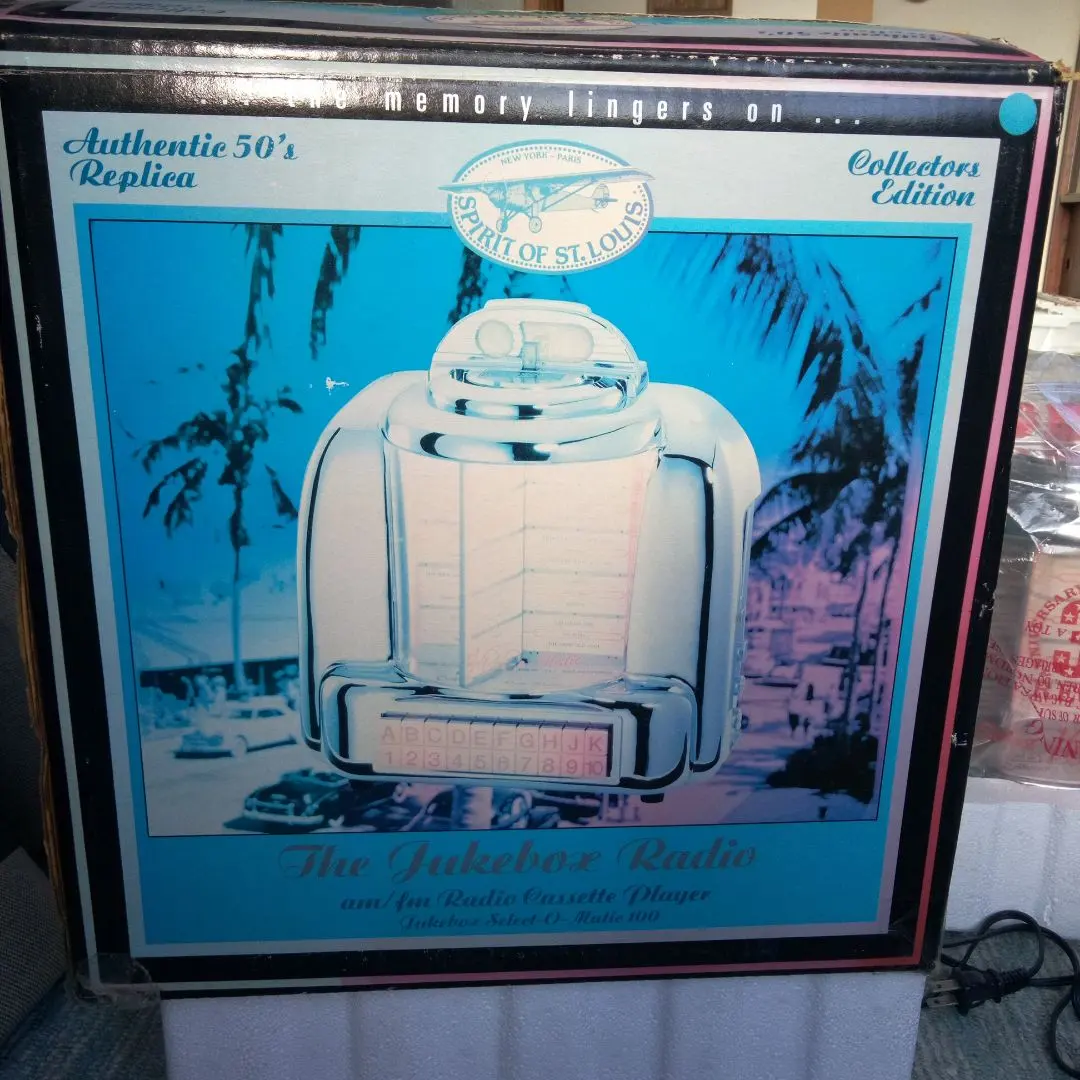 ... the memory lingers on ...
Authentic 50's
Replica
Collectors
Edition
NEW YORK - PARIS
SPIRIT OF ST. LOUIS
A B C D E F G H J K
1 2 3 4 5 6 7 8 9 10
The Jukebox Radio
am/fm Radio Cassette Player
Jukebox Select-O-Matic 100